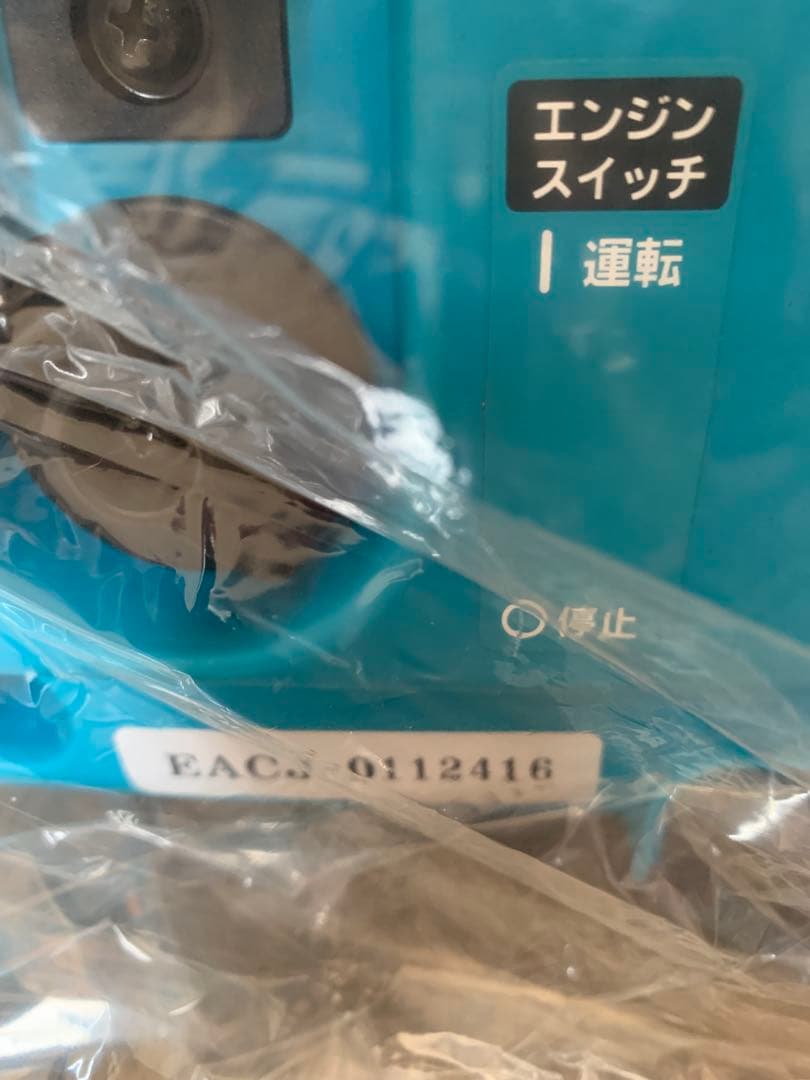 エンジン
スイッチ
| 運転
○ 停止
EACJ-0112416